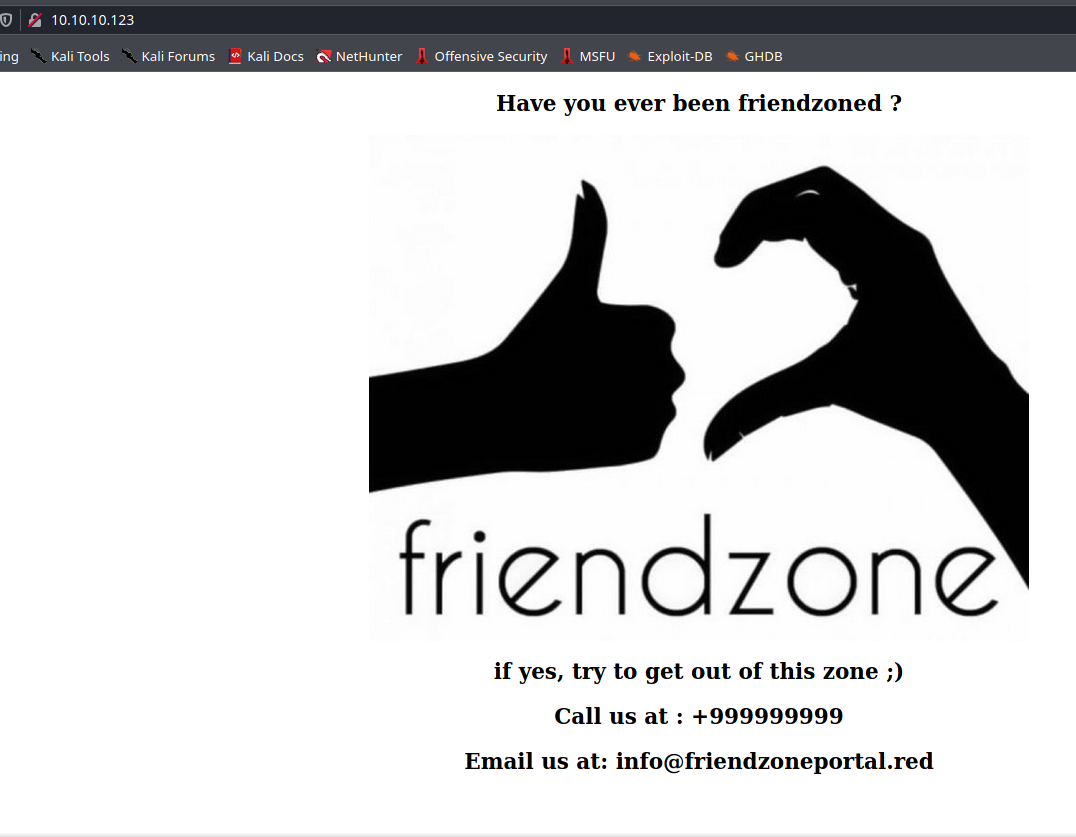 10.10.10.123
ing Kali Tools Kali Forums Kali Docs NetHunter Offensive Security MSFU Exploit-DB GHDB
Have you ever been friendzoned ?
friendzone
if yes, try to get out of this zone ;)
Call us at : +999999999
Email us at: info@friendzoneportal.red